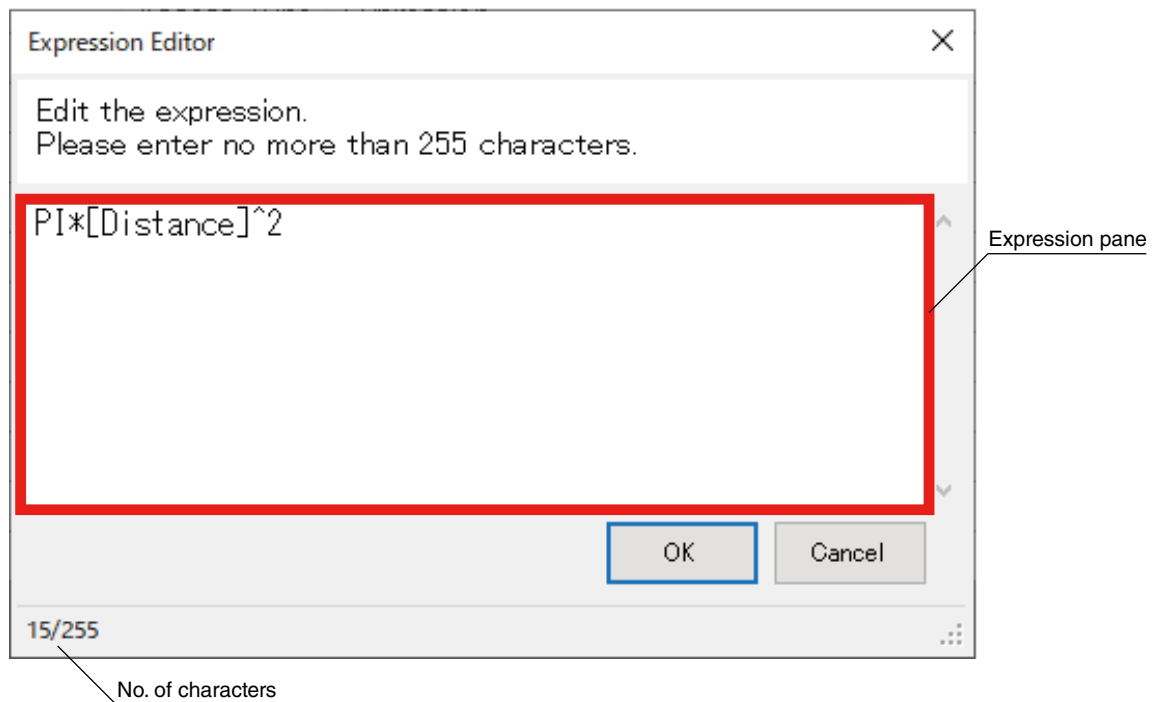 Expression Editor
Edit the expression.
Please enter no more than 255 characters.
PI*[Distance]^2
Expression pane
OK
Cancel
15/255
No. of characters